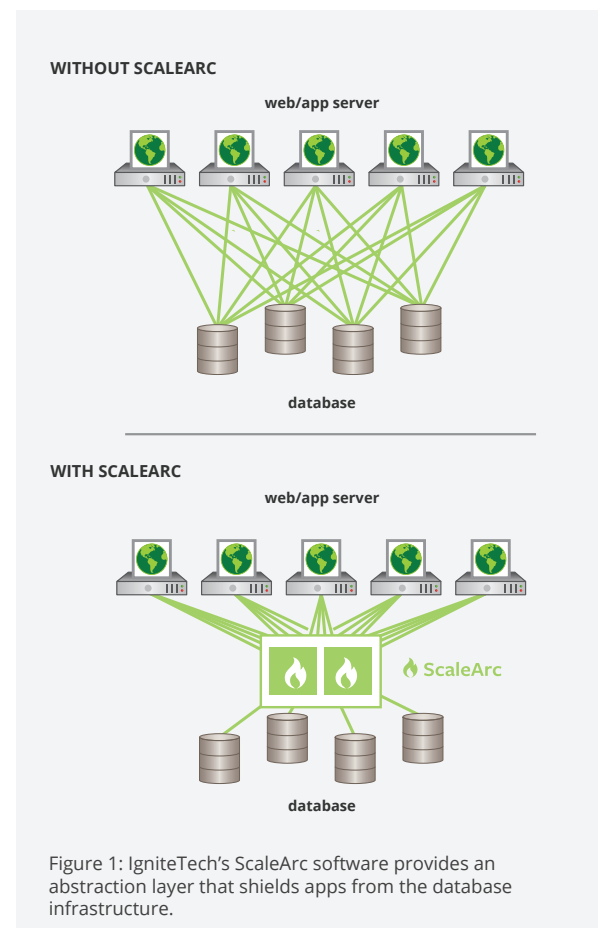 WITHOUT SCALEARC
web/app server
database
WITH SCALEARC
web/app server
ScaleArc
database
Figure 1: IgniteTech’s ScaleArc software provides an
abstraction layer that shields apps from the database
infrastructure.